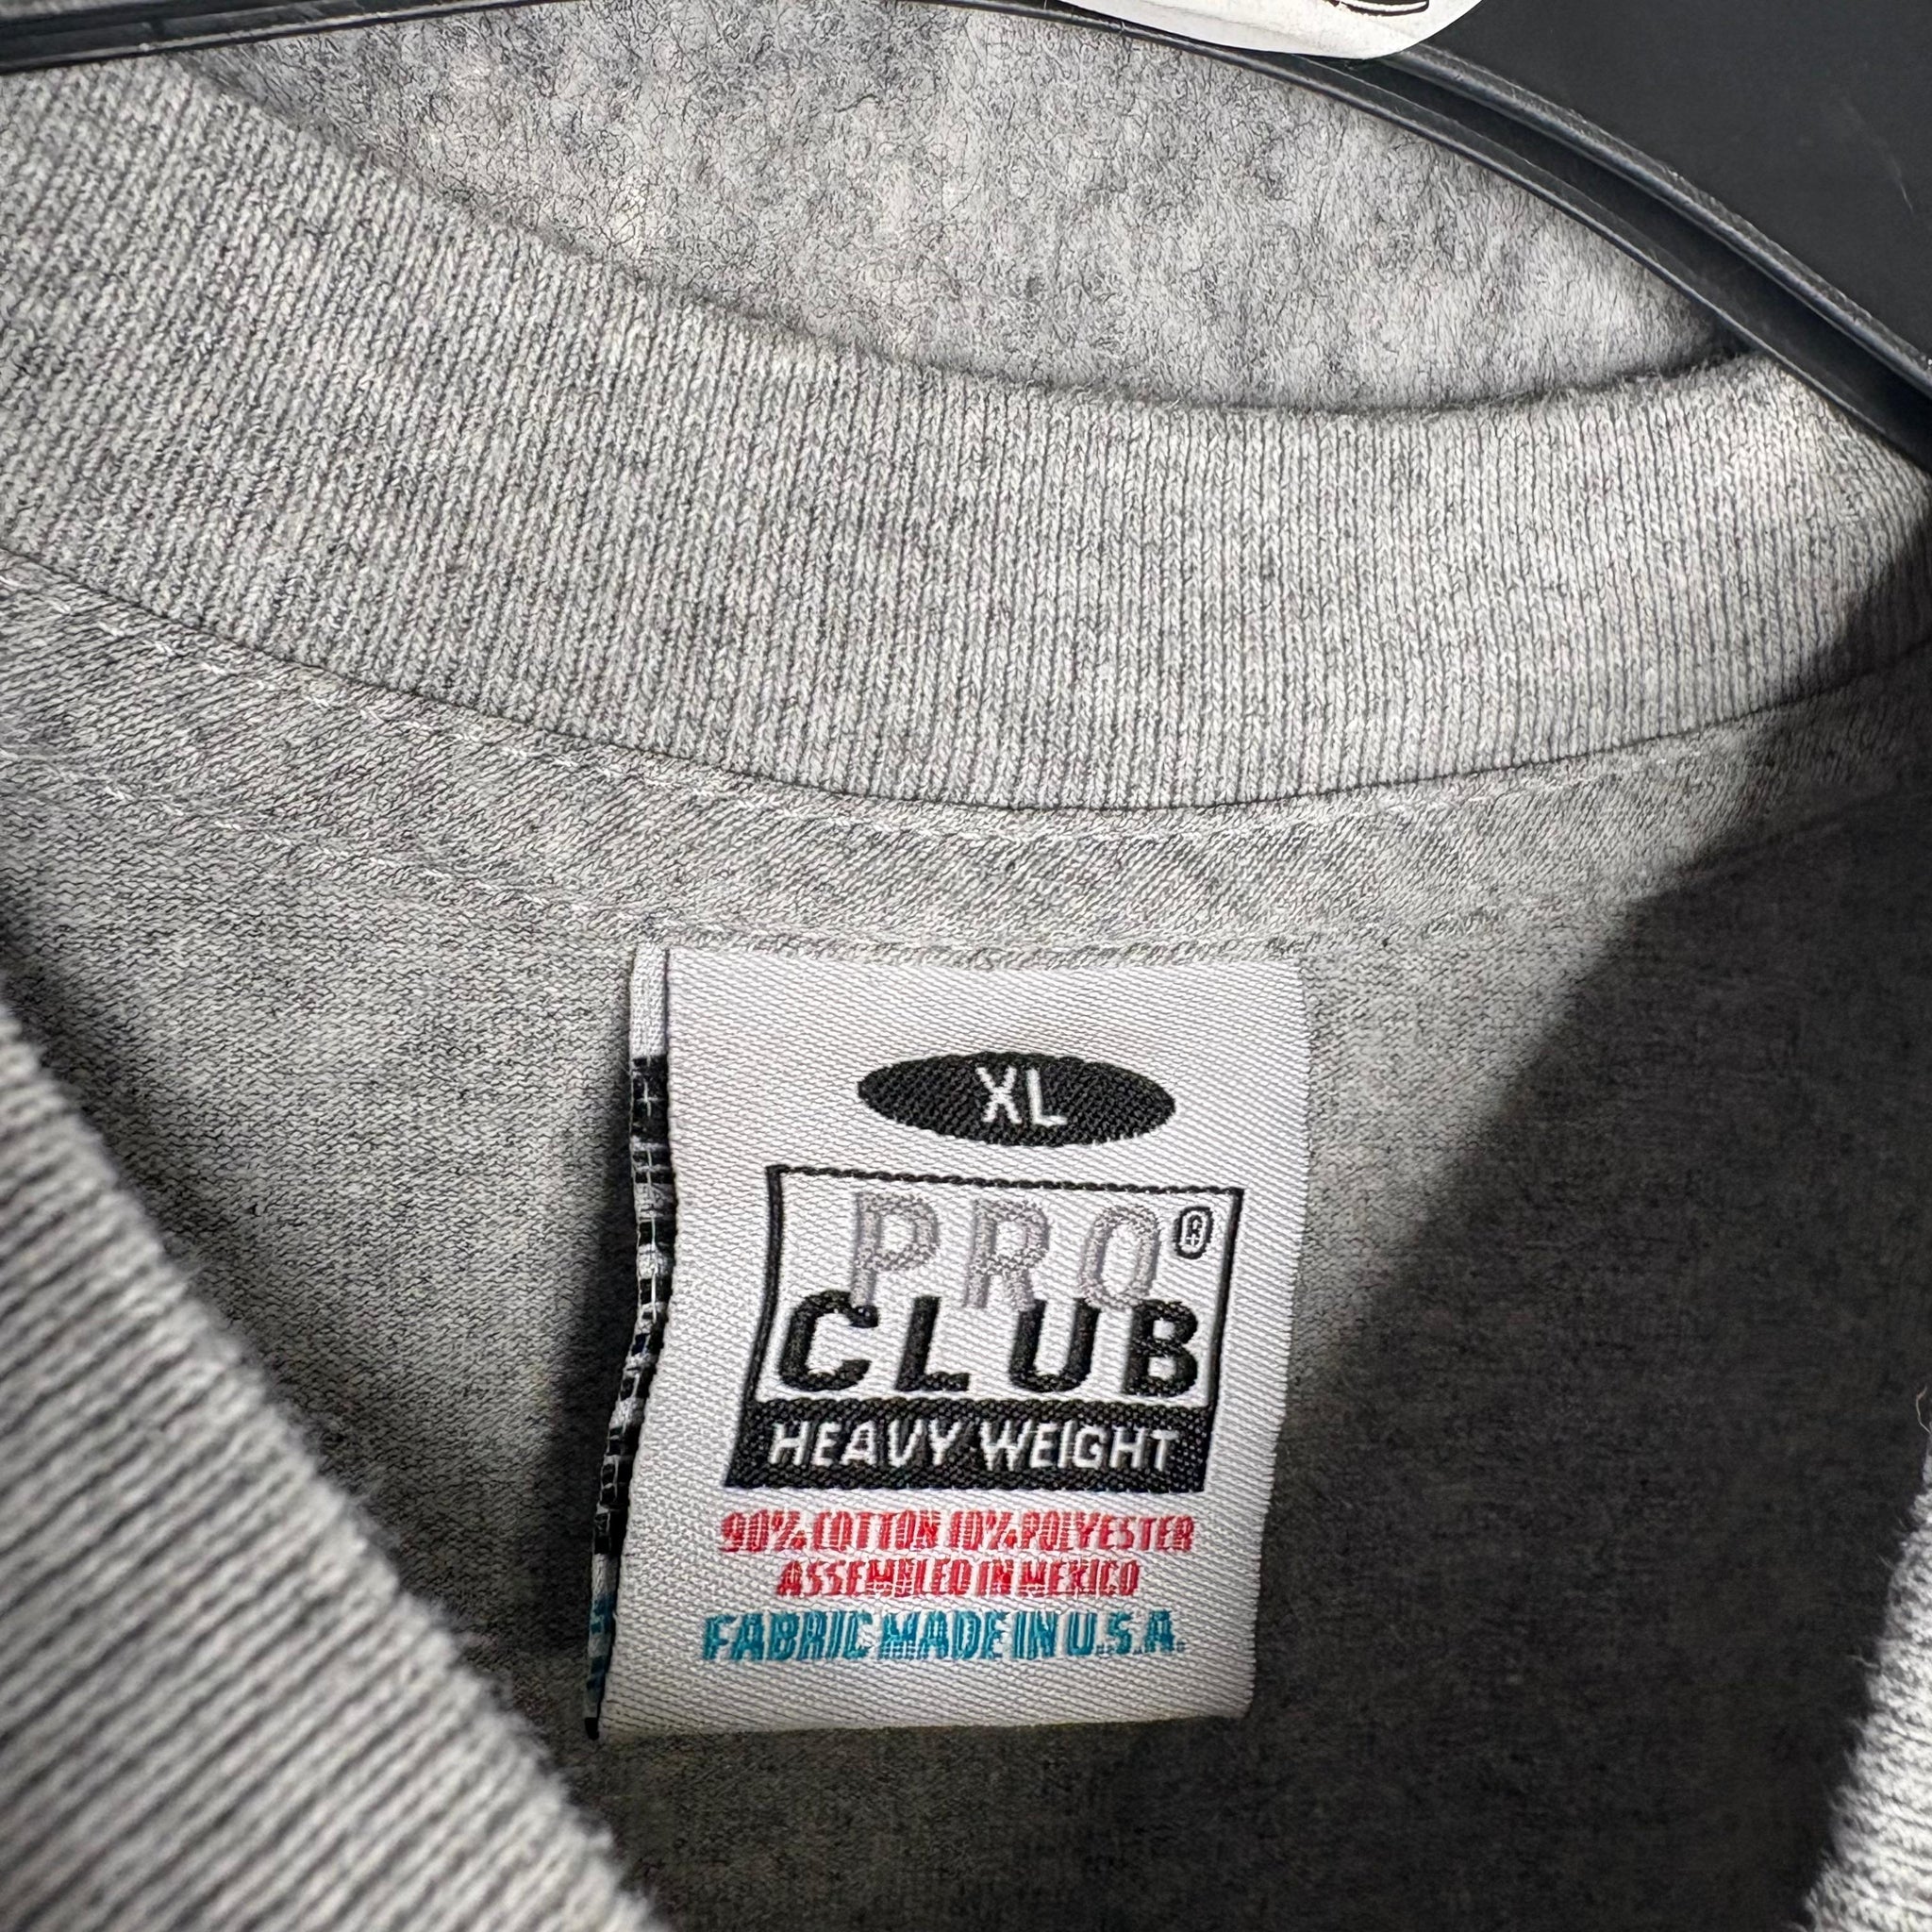 XL
PRO®
CLUB
HEAVY WEIGHT
90% COTTON 10% POLYESTER
ASSEMBLED IN MEXICO
FABRIC MADE IN U.S.A.